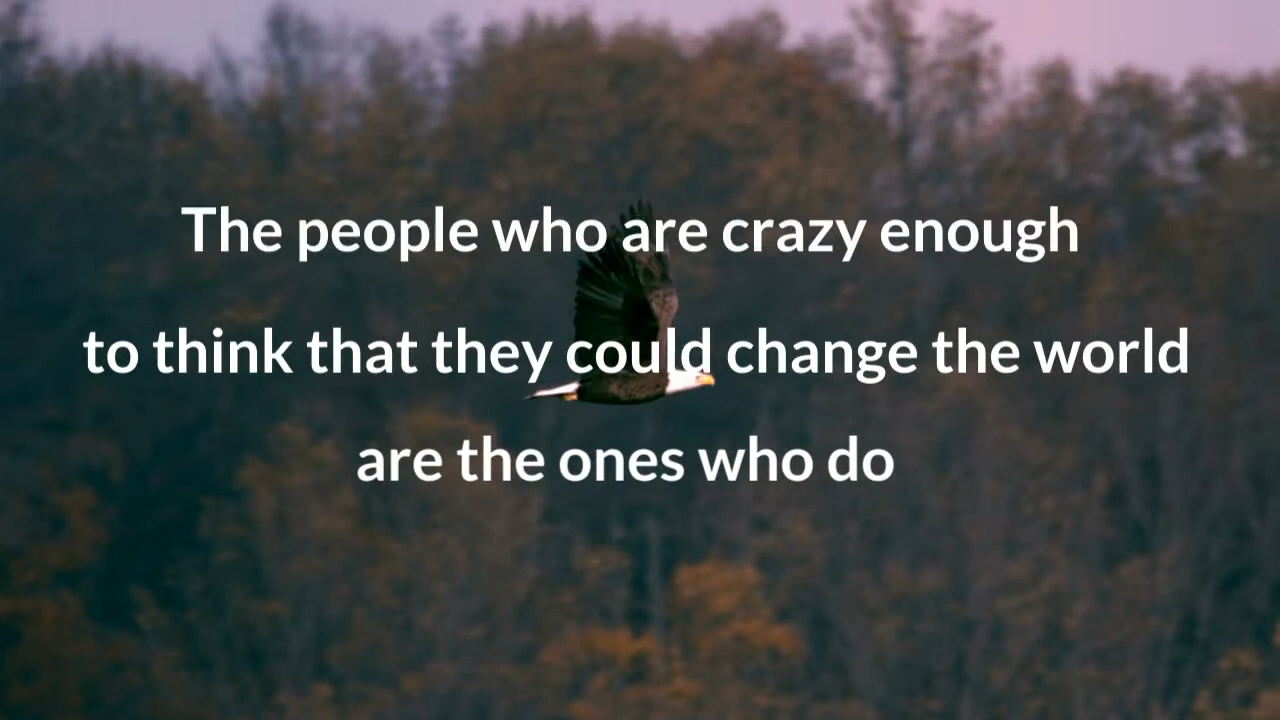 The people who are crazy enough
to think that they could change the world
are the ones who do